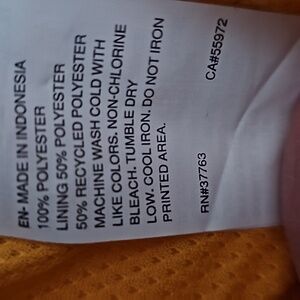 EN- MADE IN INDONESIA
100% POLYESTER
LINING 50% POLYESTER
50% RECYCLED POLYESTER
MACHINE WASH COLD WITH
LIKE COLORS. NON-CHLORINE
BLEACH. TUMBLE DRY
LOW. COOL IRON. DO NOT IRON
PRINTED AREA.
RN#37763 CA#55972